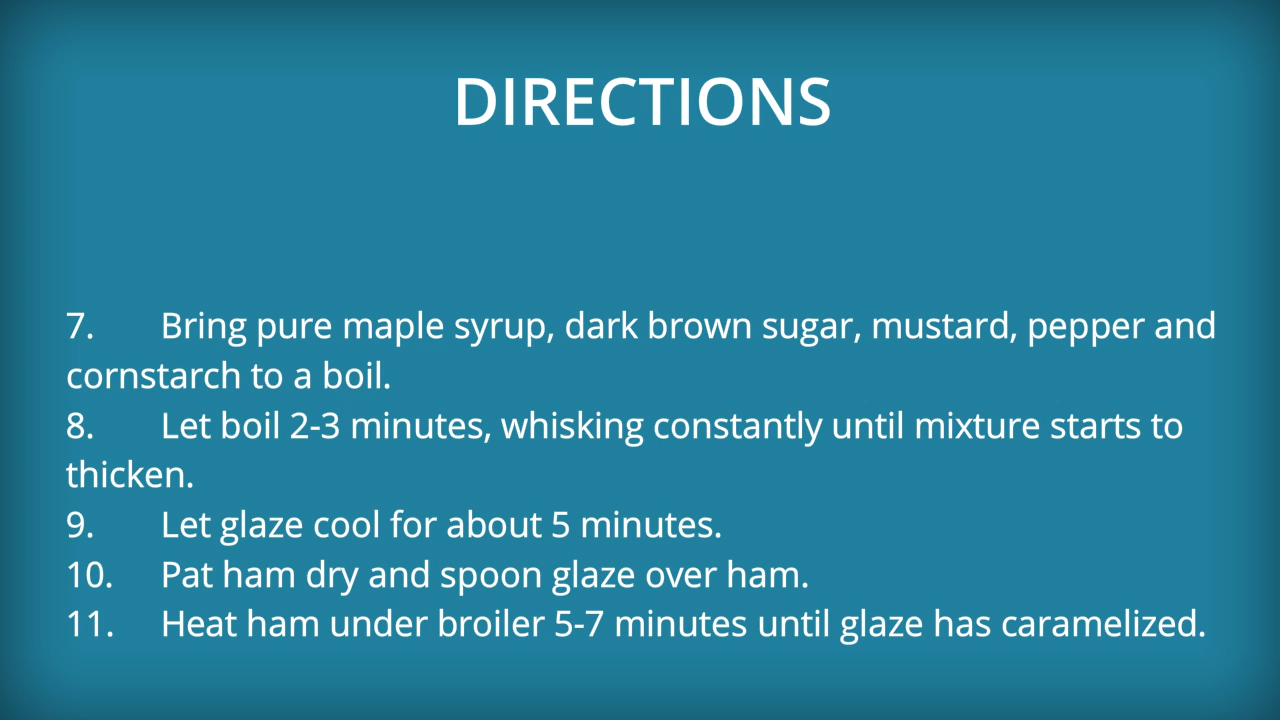 DIRECTIONS
7. Bring pure maple syrup, dark brown sugar, mustard, pepper and
cornstarch to a boil.
8. Let boil 2-3 minutes, whisking constantly until mixture starts to
thicken.
9. Let glaze cool for about 5 minutes.
10. Pat ham dry and spoon glaze over ham.
11. Heat ham under broiler 5-7 minutes until glaze has caramelized.